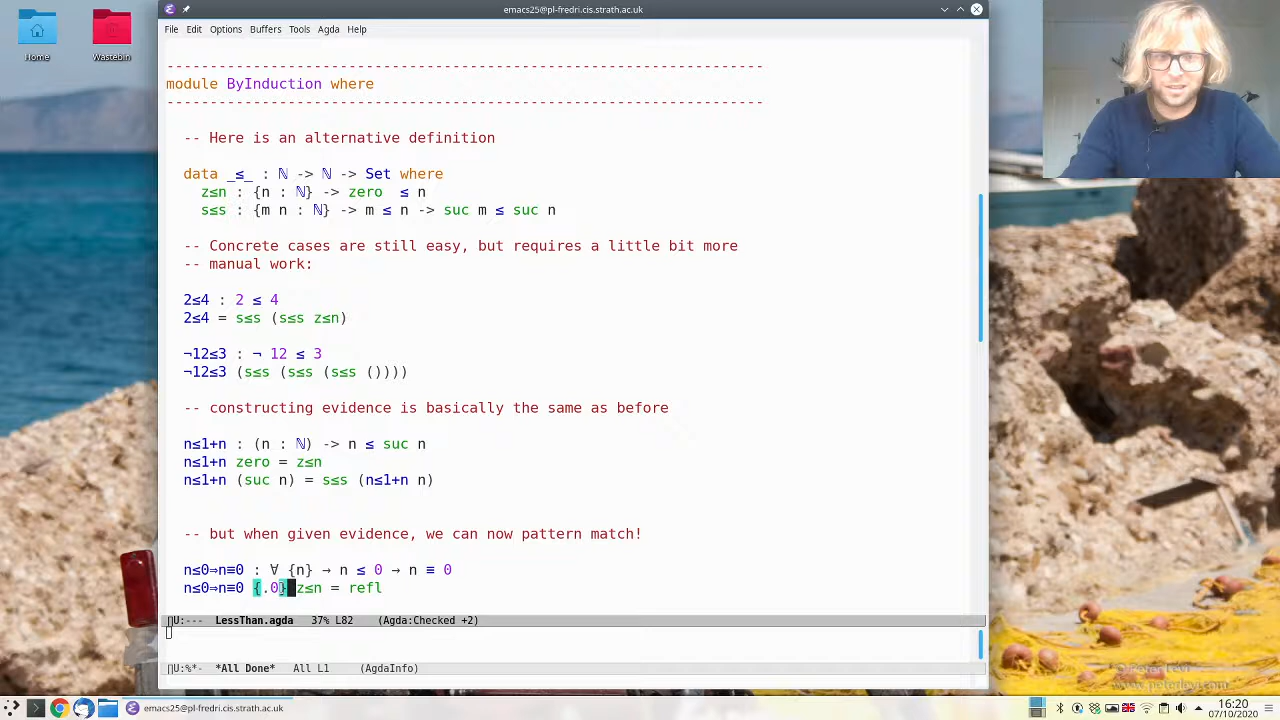 emacs25@pl-fredri.cis.strath.ac.uk
Home
Wastebin
File Edit Options Buffers Tools Agda Help
------------------------------------------------------------------------
module ByInduction where
------------------------------------------------------------------------
-- Here is an alternative definition
data _≤_ : ℕ -> ℕ -> Set where
z≤n : {n : ℕ} -> zero ≤ n
s≤s : {m n : ℕ} -> m ≤ n -> suc m ≤ suc n
-- Concrete cases are still easy, but requires a little bit more
-- manual work:
2≤4 : 2 ≤ 4
2≤4 = s≤s (s≤s z≤n)
¬12≤3 : ¬ 12 ≤ 3
¬12≤3 (s≤s (s≤s (s≤s ())))
-- constructing evidence is basically the same as before
n≤1+n : (n : ℕ) -> n ≤ suc n
n≤1+n zero = z≤n
n≤1+n (suc n) = s≤s (n≤1+n n)
-- but when given evidence, we can now pattern match!
n≤0⇒n≡0 : ∀ {n} → n ≤ 0 → n ≡ 0
n≤0⇒n≡0 {.0} z≤n = refl
U:--- LessThan.agda 37% L82 (Agda:Checked +2)
U:%*- *All Done* All L1 (AgdaInfo)
© Peter Levi
www.peterlevi.com
emacs25@pl-fredri.cis.strath.ac.uk
16:20
07/10/2020